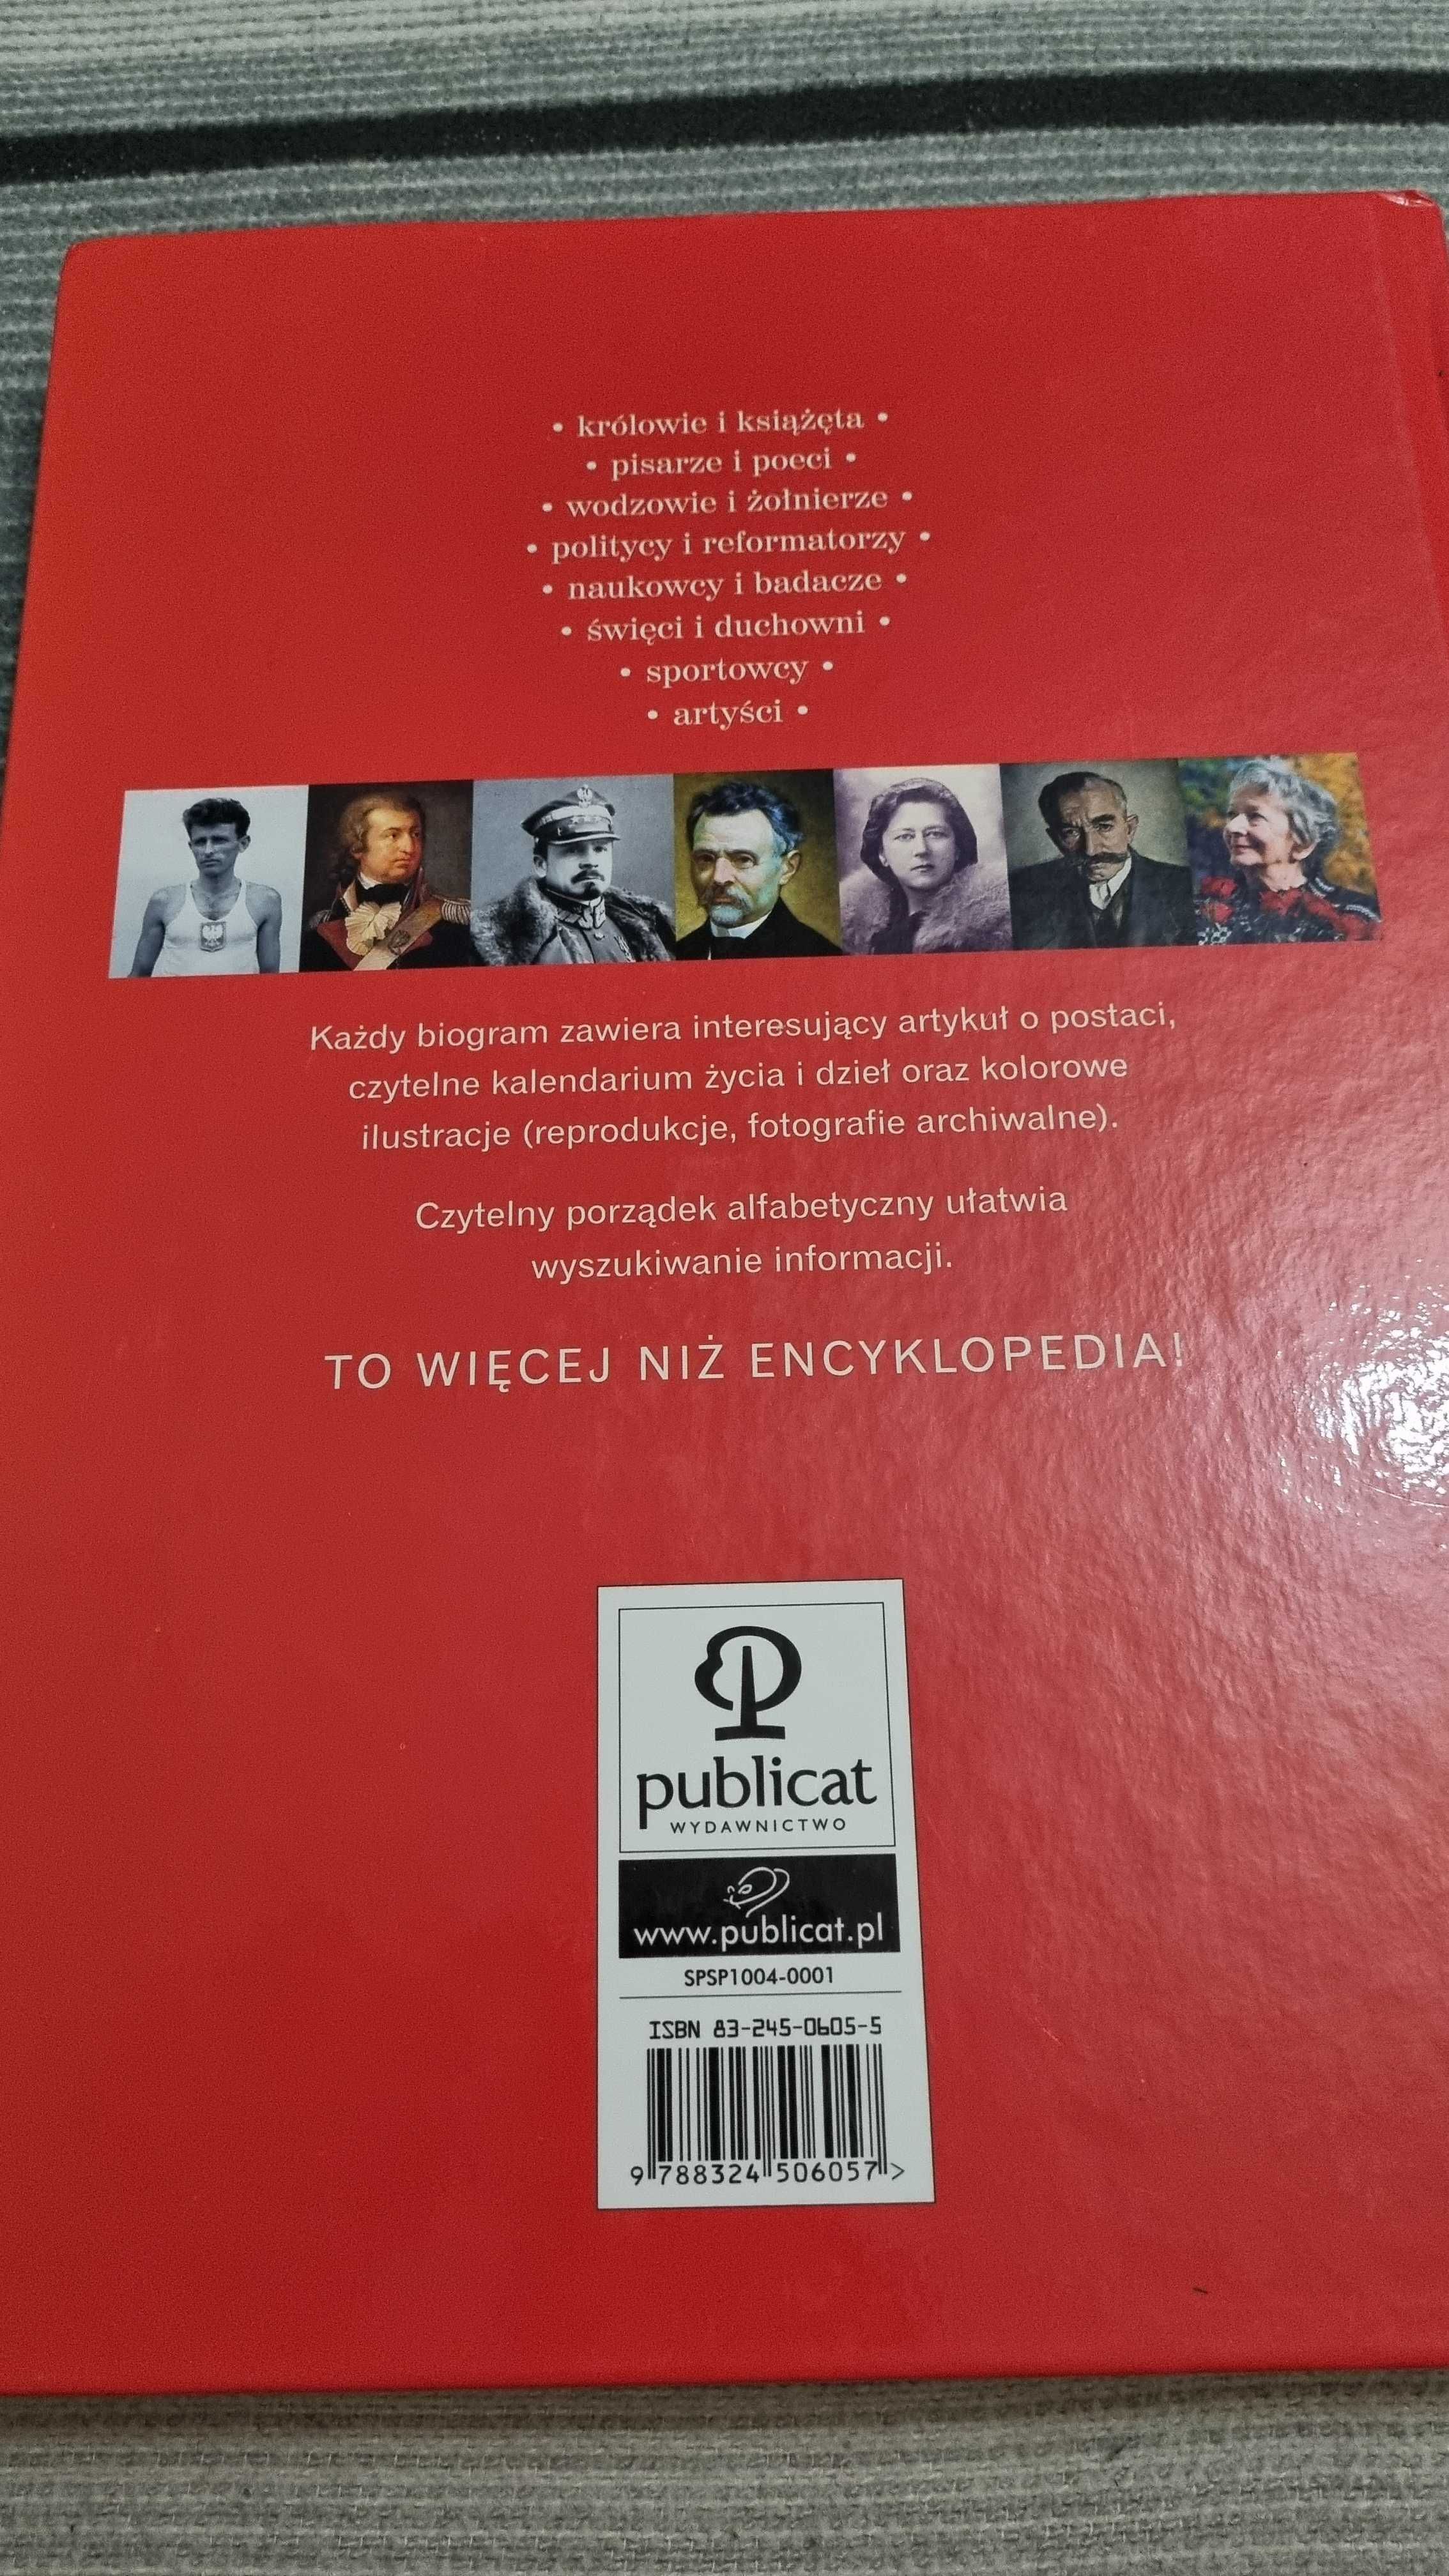 • królowie i książęta •
• pisarze i poeci •
• wodzowie i żołnierze •
• politycy i reformatorzy •
• naukowcy i badacze •
• święci i duchowni •
• sportowcy •
• artyści •
Każdy biogram zawiera interesujący artykuł o postaci,
czytelne kalendarium życia i dzieł oraz kolorowe
ilustracje (reprodukcje, fotografie archiwalne).
Czytelny porządek alfabetyczny ułatwia
wyszukiwanie informacji.
TO WIĘCEJ NIŻ ENCYKLOPEDIA!
publicat
WYDAWNICTWO
www.publicat.pl
SPSP1004-0001
ISBN 83-245-0605-5
9 788324 506057 >